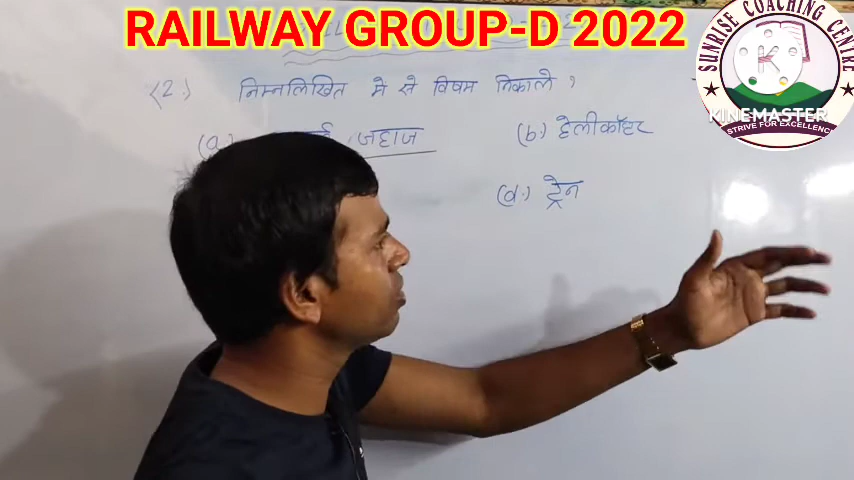 RAILWAY GROUP-D 2022
SUNRISE COACHING CENTRE
KINEMASTER
STRIVE FOR EXCELLENCE
(2.) निम्नलिखित मे से विषम निकाले ?
(a) जहाज (b.) हेलीकॉप्टर
(d.) ट्रेन